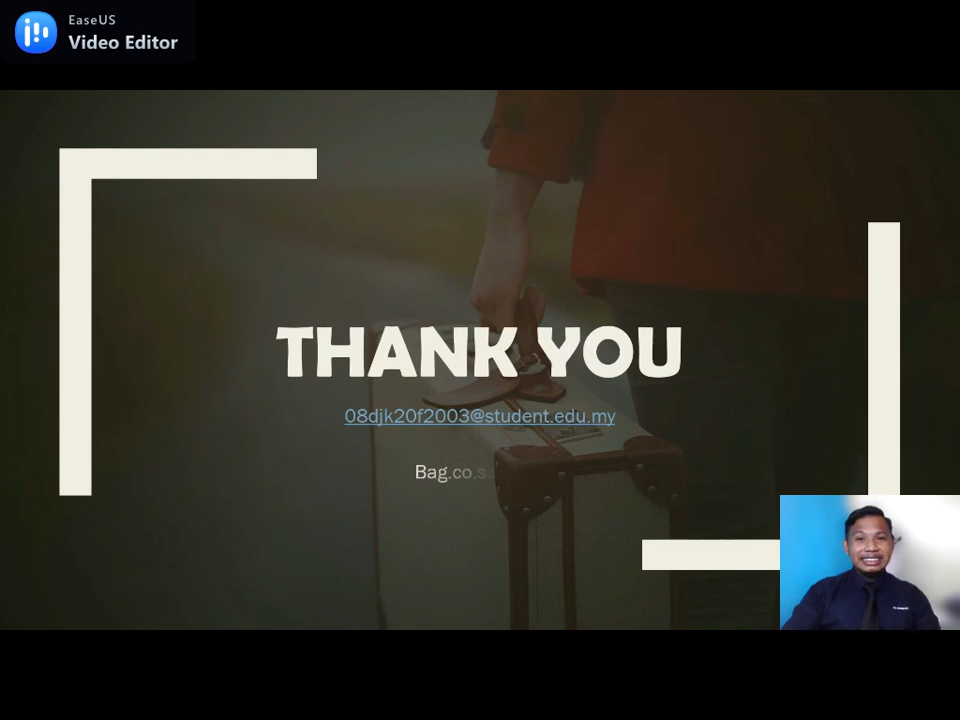 EaseUS
Video Editor
THANK YOU
08djk20f2003@student.edu.my
Bag.co.s